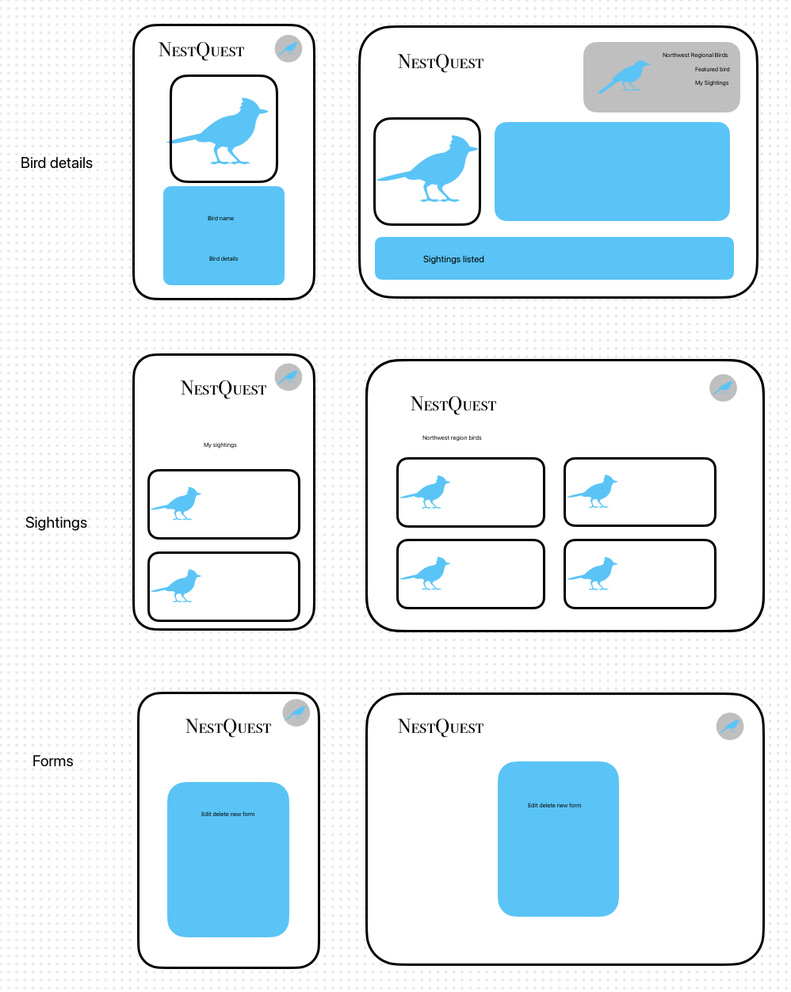 NestQuest
NestQuest
Northwest Regional Birds
Featured bird
My Sightings
Bird details
Bird name
Bird details
Sightings listed
NestQuest
NestQuest
My sightings
Northwest region birds
Sightings
NestQuest
NestQuest
Forms
Edit delete new form
Edit delete new form